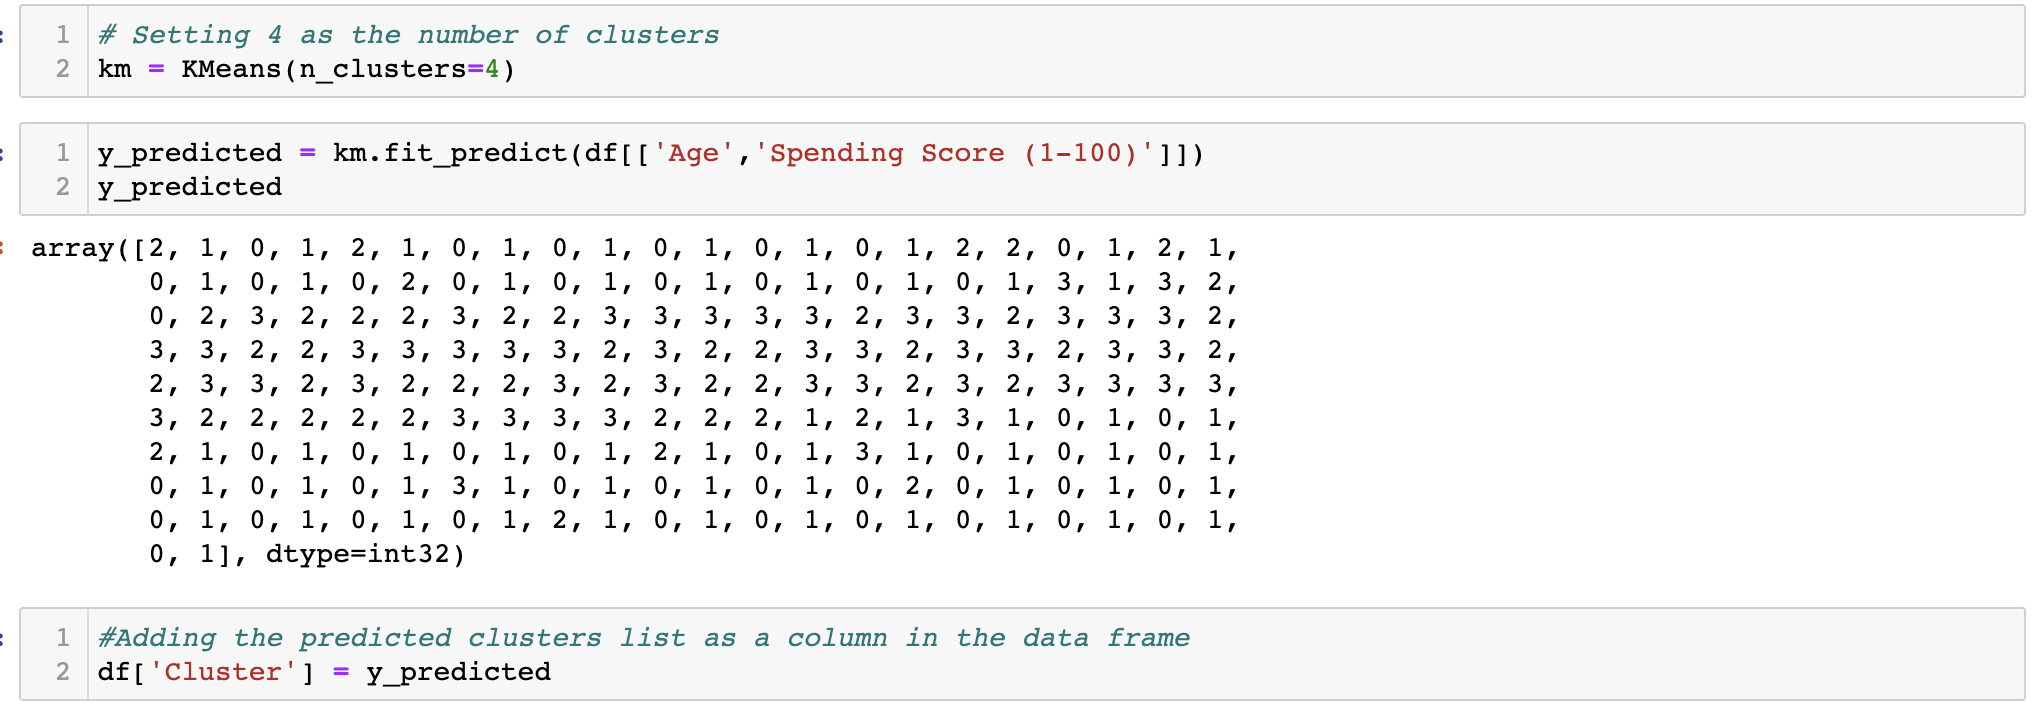 1 # Setting 4 as the number of clusters
2 km = KMeans(n_clusters=4)
1 y_predicted = km.fit_predict(df[['Age','Spending Score (1-100)']])
2 y_predicted
array([2, 1, 0, 1, 2, 1, 0, 1, 0, 1, 0, 1, 0, 1, 0, 1, 2, 2, 0, 1, 2, 1,
0, 1, 0, 1, 0, 2, 0, 1, 0, 1, 0, 1, 0, 1, 0, 1, 0, 1, 3, 1, 3, 2,
0, 2, 3, 2, 2, 2, 3, 2, 2, 3, 3, 3, 3, 3, 2, 3, 3, 2, 3, 3, 3, 2,
3, 3, 2, 2, 3, 3, 3, 3, 3, 2, 3, 2, 2, 3, 3, 2, 3, 3, 2, 3, 3, 2,
2, 3, 3, 2, 3, 2, 2, 2, 3, 2, 3, 2, 2, 3, 3, 2, 3, 2, 3, 3, 3, 3,
3, 2, 2, 2, 2, 2, 3, 3, 3, 3, 2, 2, 2, 1, 2, 1, 3, 1, 0, 1, 0, 1,
2, 1, 0, 1, 0, 1, 0, 1, 0, 1, 2, 1, 0, 1, 3, 1, 0, 1, 0, 1, 0, 1,
0, 1, 0, 1, 0, 1, 3, 1, 0, 1, 0, 1, 0, 1, 0, 2, 0, 1, 0, 1, 0, 1,
0, 1, 0, 1, 0, 1, 0, 1, 2, 1, 0, 1, 0, 1, 0, 1, 0, 1, 0, 1, 0, 1,
0, 1], dtype=int32)
1 #Adding the predicted clusters list as a column in the data frame
2 df['Cluster'] = y_predicted